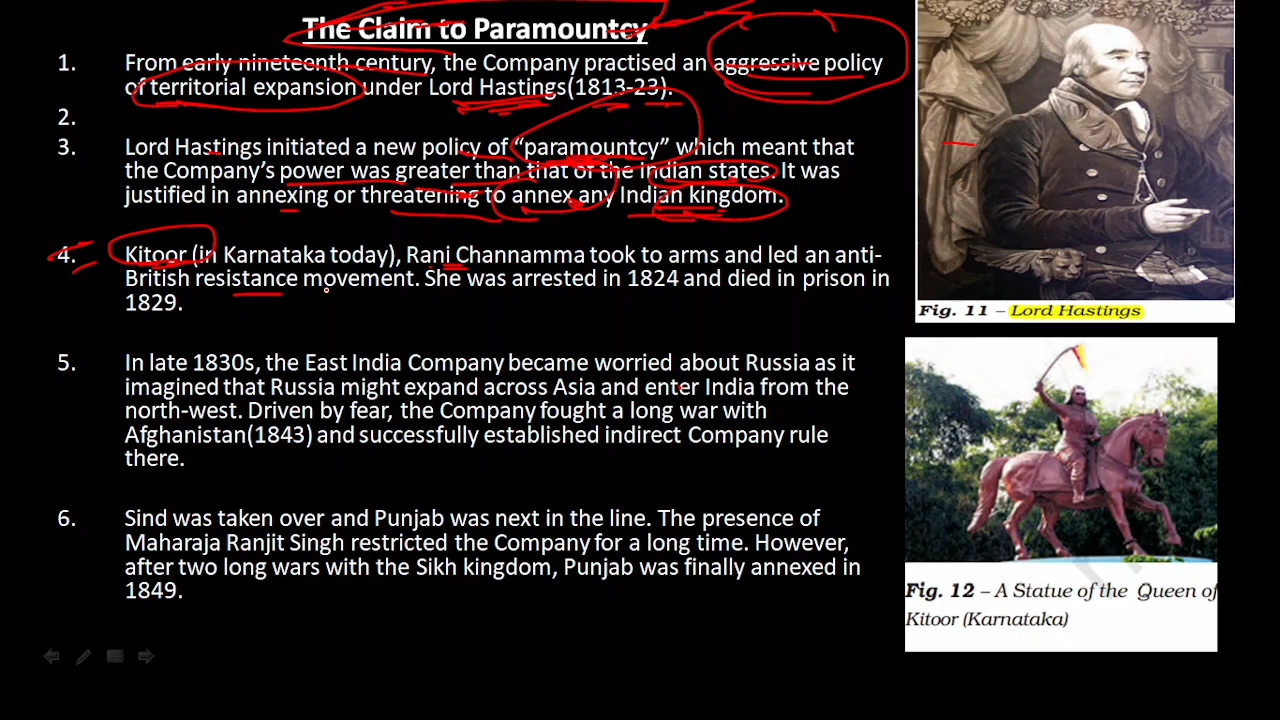 The Claim to Paramountcy
1. From early nineteenth century, the Company practised an aggressive policy
of territorial expansion under Lord Hastings(1813-23).
2.
3. Lord Hastings initiated a new policy of “paramountcy” which meant that
the Company’s power was greater than that of the Indian states. It was
justified in annexing or threatening to annex any Indian kingdom.
4. Kitoor (in Karnataka today), Rani Channamma took to arms and led an anti-
British resistance movement. She was arrested in 1824 and died in prison in
1829.
5. In late 1830s, the East India Company became worried about Russia as it
imagined that Russia might expand across Asia and enter India from the
north-west. Driven by fear, the Company fought a long war with
Afghanistan(1843) and successfully established indirect Company rule
there.
6. Sind was taken over and Punjab was next in the line. The presence of
Maharaja Ranjit Singh restricted the Company for a long time. However,
after two long wars with the Sikh kingdom, Punjab was finally annexed in
1849.
Fig. 11 – Lord Hastings
Fig. 12 – A Statue of the Queen of
Kitoor (Karnataka)